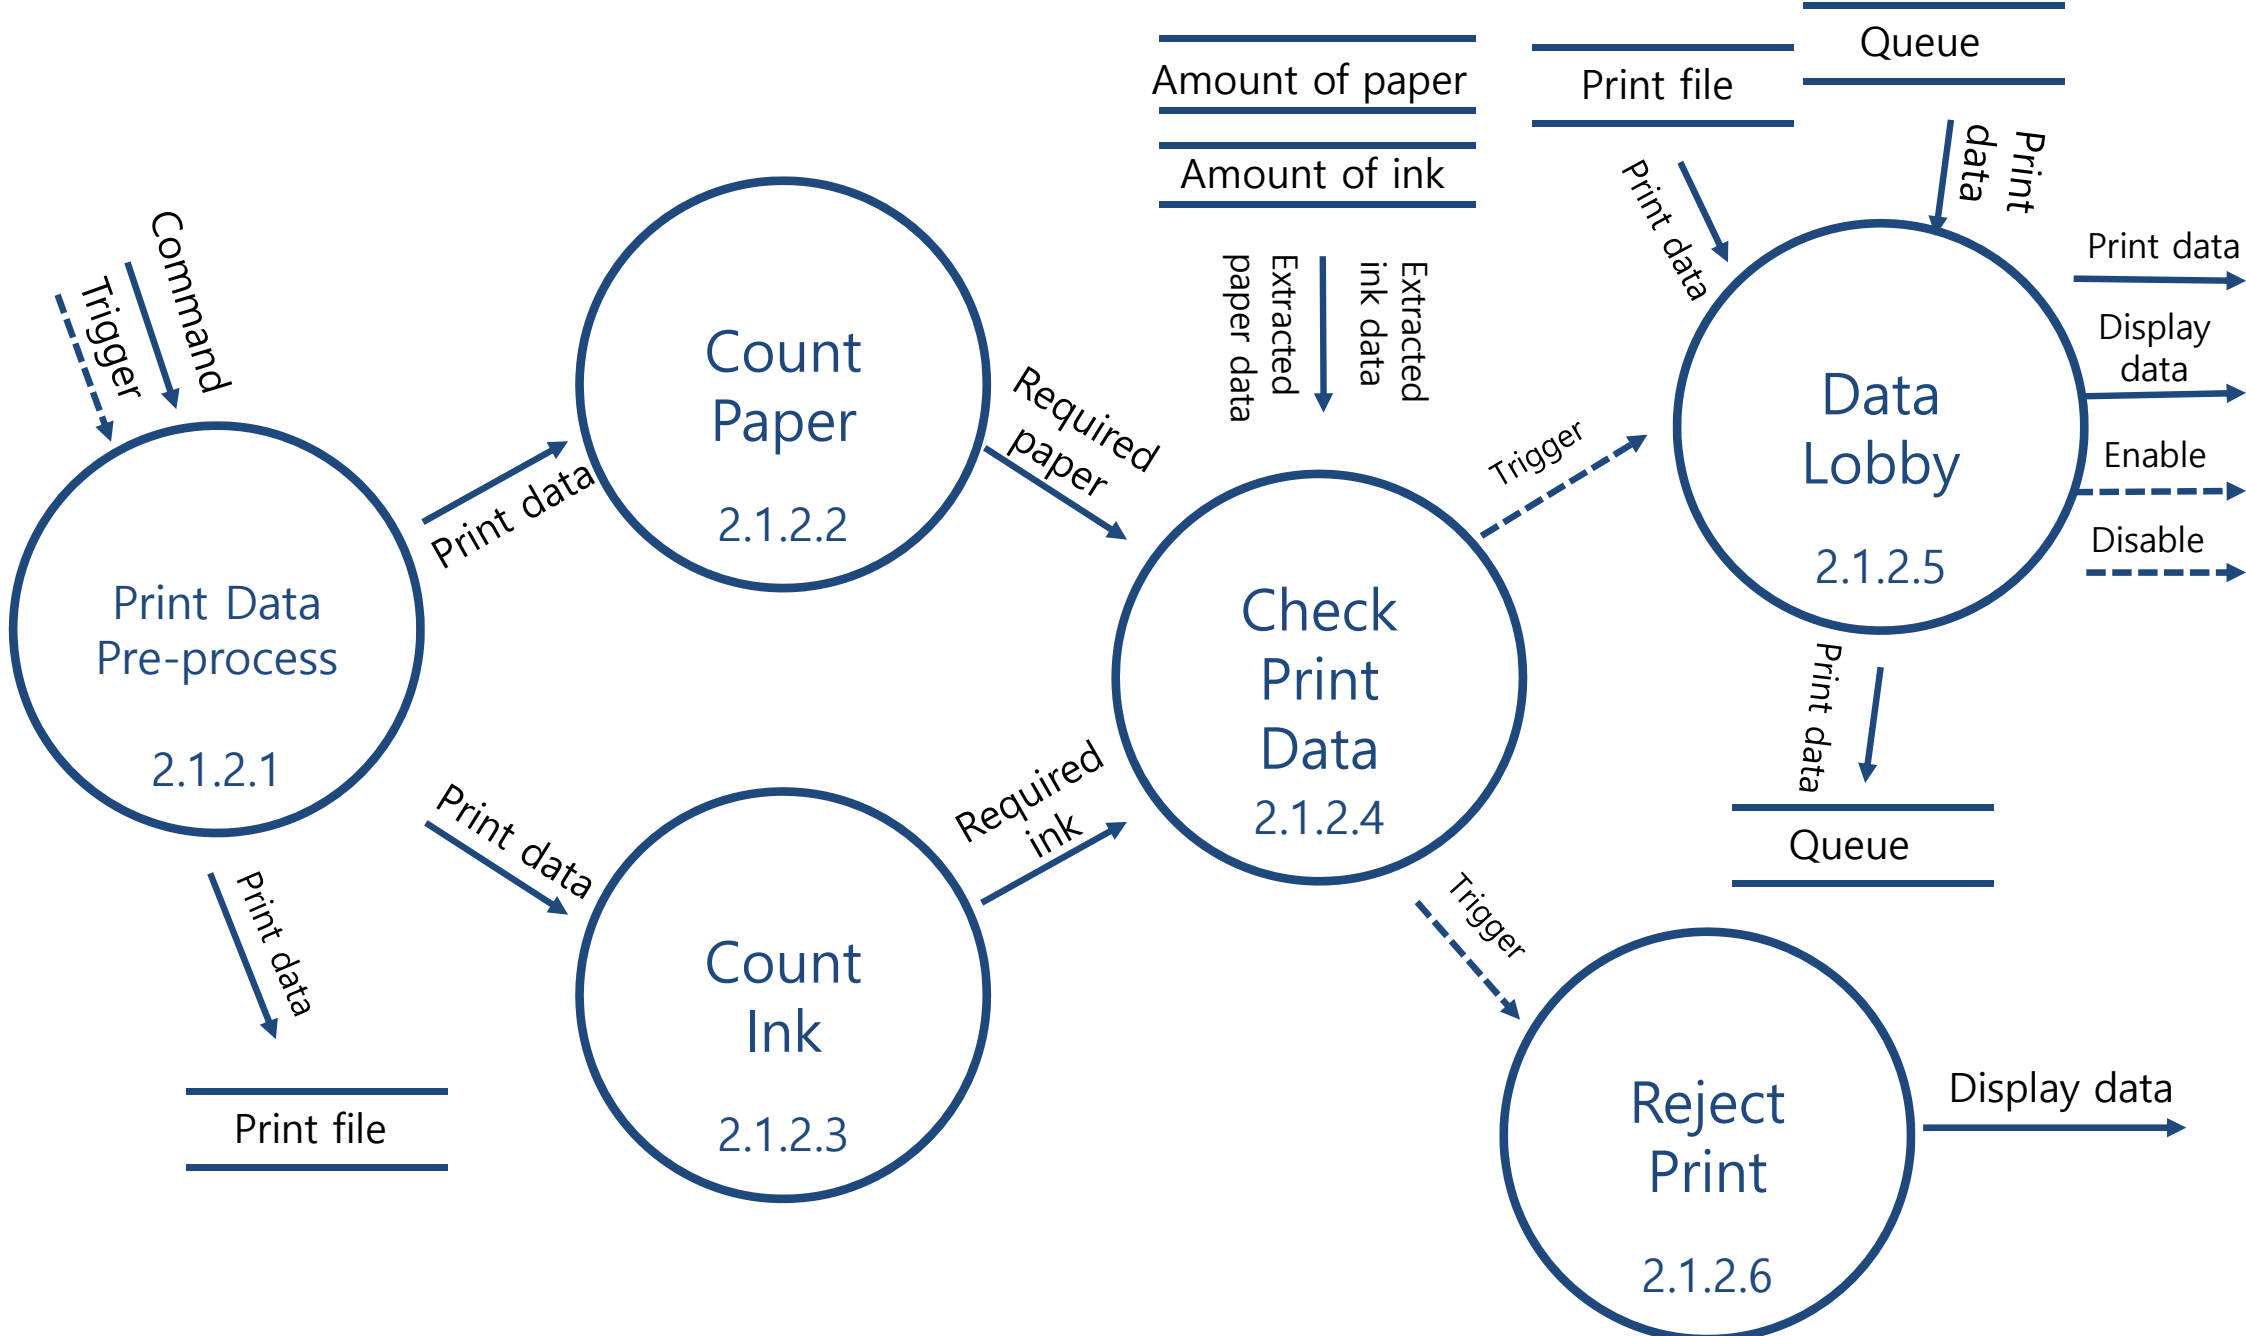 Queue
Amount of paper
Print file
Amount of ink
Print
data
Print data
Command
Trigger
Print data
Display
data
Enable
Disable
Extracted
paper data
Extracted
ink data
Count
Paper
2.1.2.2
Required
paper
Trigger
Data
Lobby
2.1.2.5
Print data
Print Data
Pre-process
2.1.2.1
Check
Print
Data
2.1.2.4
Print data
Print data
Required
ink
Queue
Print data
Trigger
Count
Ink
2.1.2.3
Print file
Reject
Print
2.1.2.6
Display data